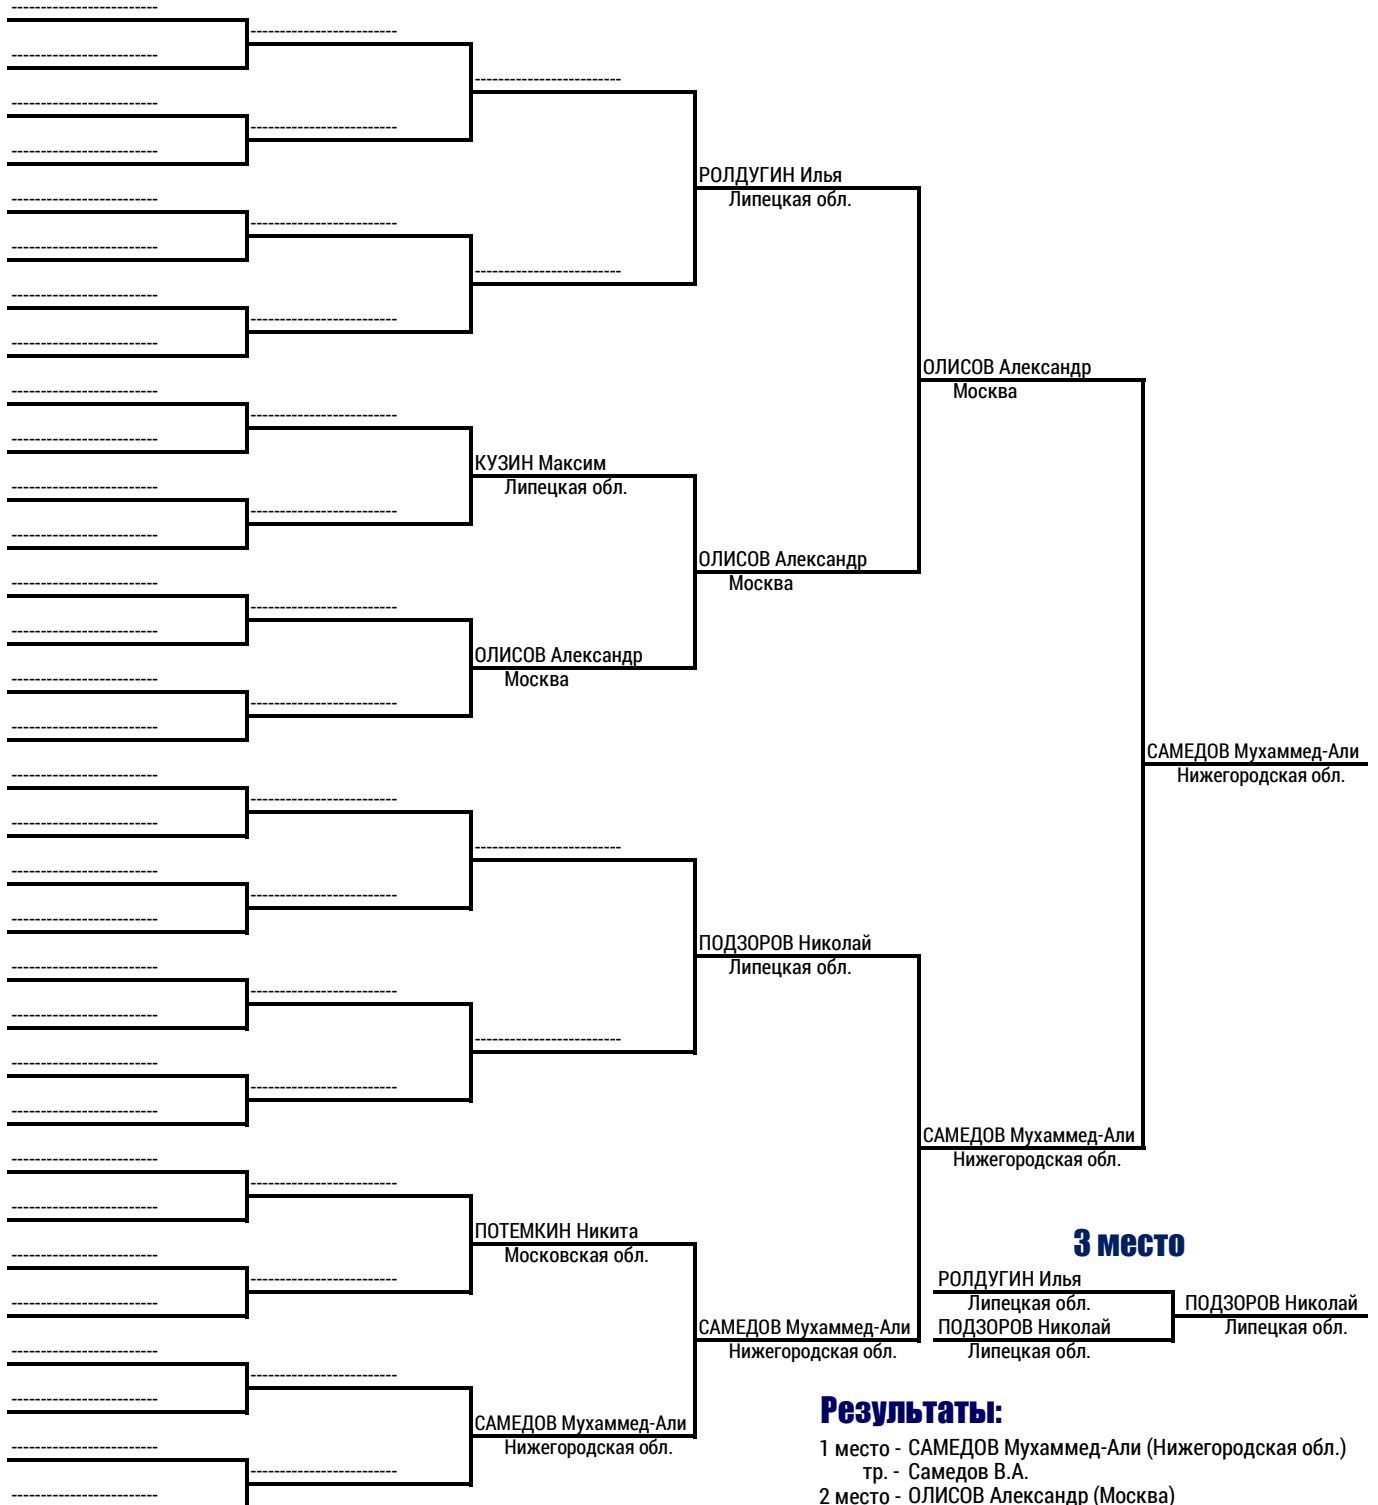 РОЛДУГИН Илья
Липецкая обл.
ОЛИСОВ Александр
Москва
КУЗИН Максим
Липецкая обл.
ОЛИСОВ Александр
Москва
ОЛИСОВ Александр
Москва
САМЕДОВ Мухаммед-Али
Нижегородская обл.
ПОДЗОРОВ Николай
Липецкая обл.
САМЕДОВ Мухаммед-Али
Нижегородская обл.
ПОТЕМКИН Никита
Московская обл.
3 место
РОЛДУГИН Илья
Липецкая обл.
ПОДЗОРОВ Николай
Липецкая обл.
ПОДЗОРОВ Николай
Липецкая обл.
САМЕДОВ Мухаммед-Али
Нижегородская обл.
САМЕДОВ Мухаммед-Али
Нижегородская обл.
Результаты:
1 место - САМЕДОВ Мухаммед-Али (Нижегородская обл.)
тр. - Самедов В.А.
2 место - ОЛИСОВ Александр (Москва)